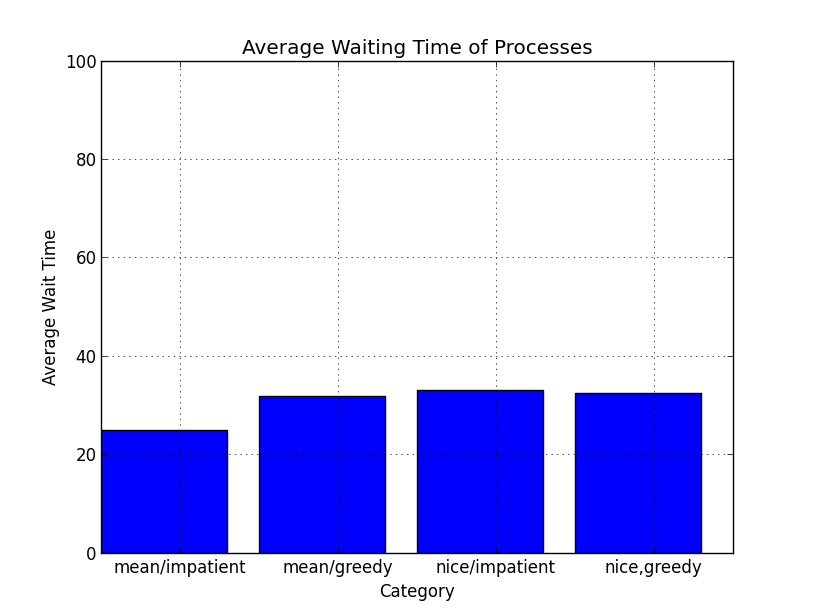 Average Waiting Time of Processes
100
80
60
40
20
0
Average Wait Time
mean/impatient mean/greedy nice/impatient nice,greedy
Category